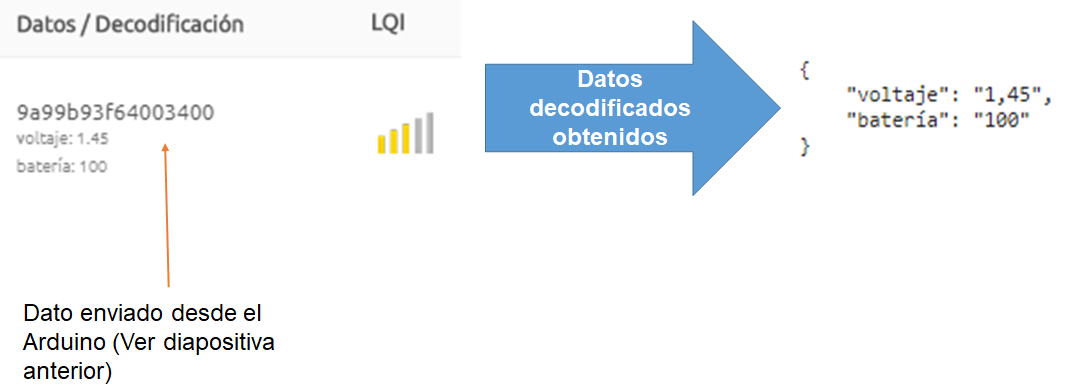 Datos / Decodificación
LQI
9a99b93f64003400
voltaje: 1.45
batería: 100
Datos
decodificados
obtenidos
{
"voltaje": "1,45",
"batería": "100"
}
Dato enviado desde el
Arduino (Ver diapositiva
anterior)